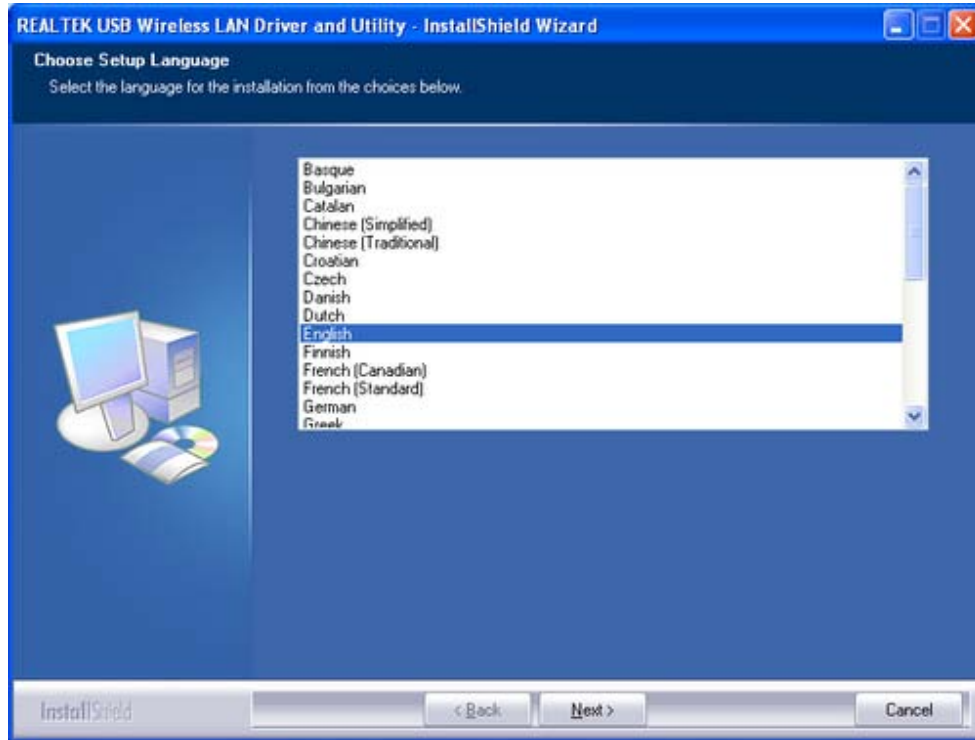 REALTEK USB Wireless LAN Driver and Utility - InstallShield Wizard
Choose Setup Language
Select the language for the installation from the choices below.
Basque
Bulgarian
Catalan
Chinese (Simplified)
Chinese (Traditional)
Croatian
Czech
Danish
Dutch
English
Finnish
French (Canadian)
French (Standard)
German
Greek
InstallShield
< Back
Next >
Cancel